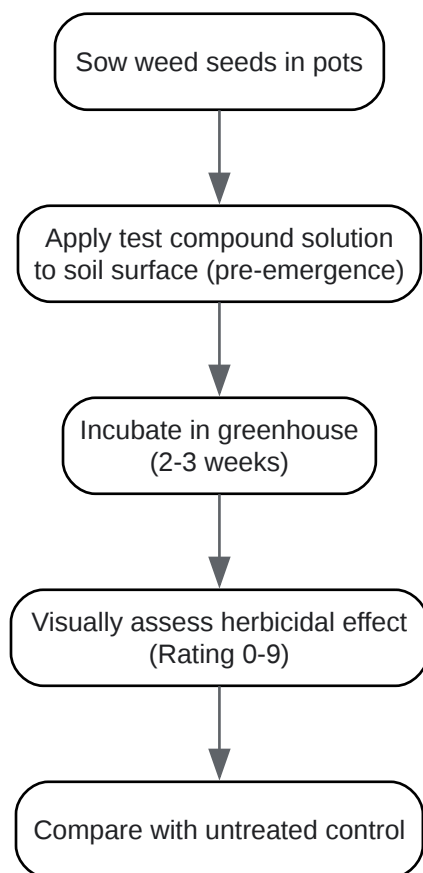 Sow weed seeds in pots
Apply test compound solution
to soil surface (pre-emergence)
Incubate in greenhouse
(2-3 weeks)
Visually assess herbicidal effect
(Rating 0-9)
Compare with untreated control